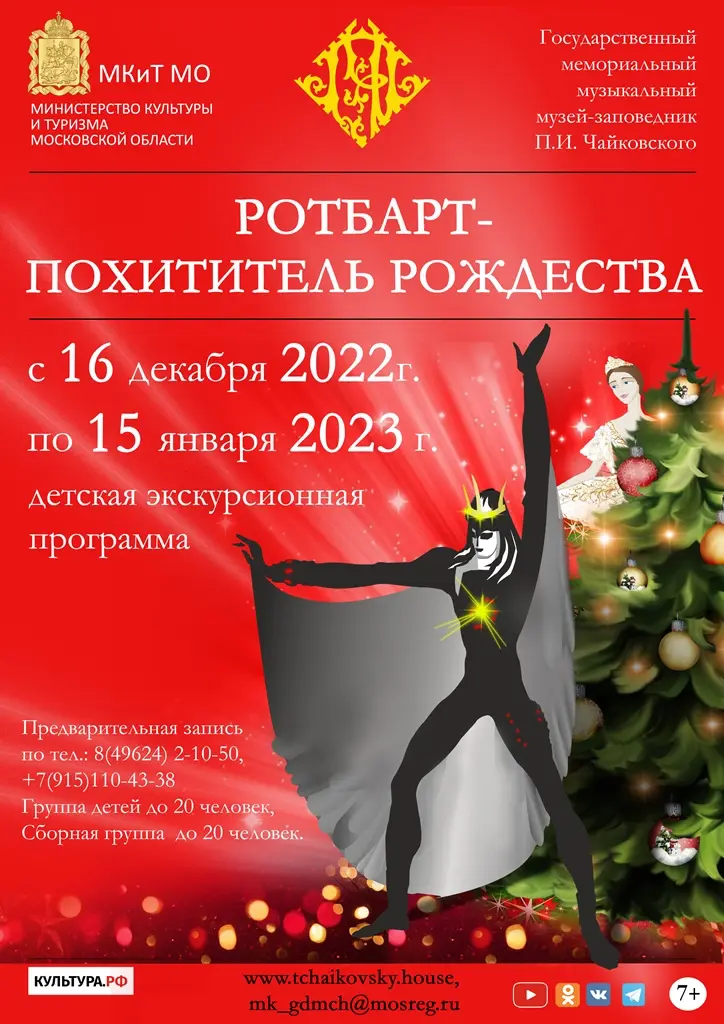 МКиТ МО
МИНИСТЕРСТВО КУЛЬТУРЫ
И ТУРИЗМА
МОСКОВСКОЙ ОБЛАСТИ
Государственный
мемориальный
музыкальный
музей-заповедник
П.И. Чайковского
РОТБАРТ-
ПОХИТИТЕЛЬ РОЖДЕСТВА
с 16 декабря 2022г.
по 15 января 2023 г.
детская экскурсионная
программа
Предварительная запись
по тел.: 8(49624) 2-10-50,
+7(915)110-43-38
Группа детей до 20 человек,
Сборная группа до 20 человек.
КУЛЬТУРА.РФ
www.tchaikovsky.house,
mk_gdmch@mosreg.ru
7+